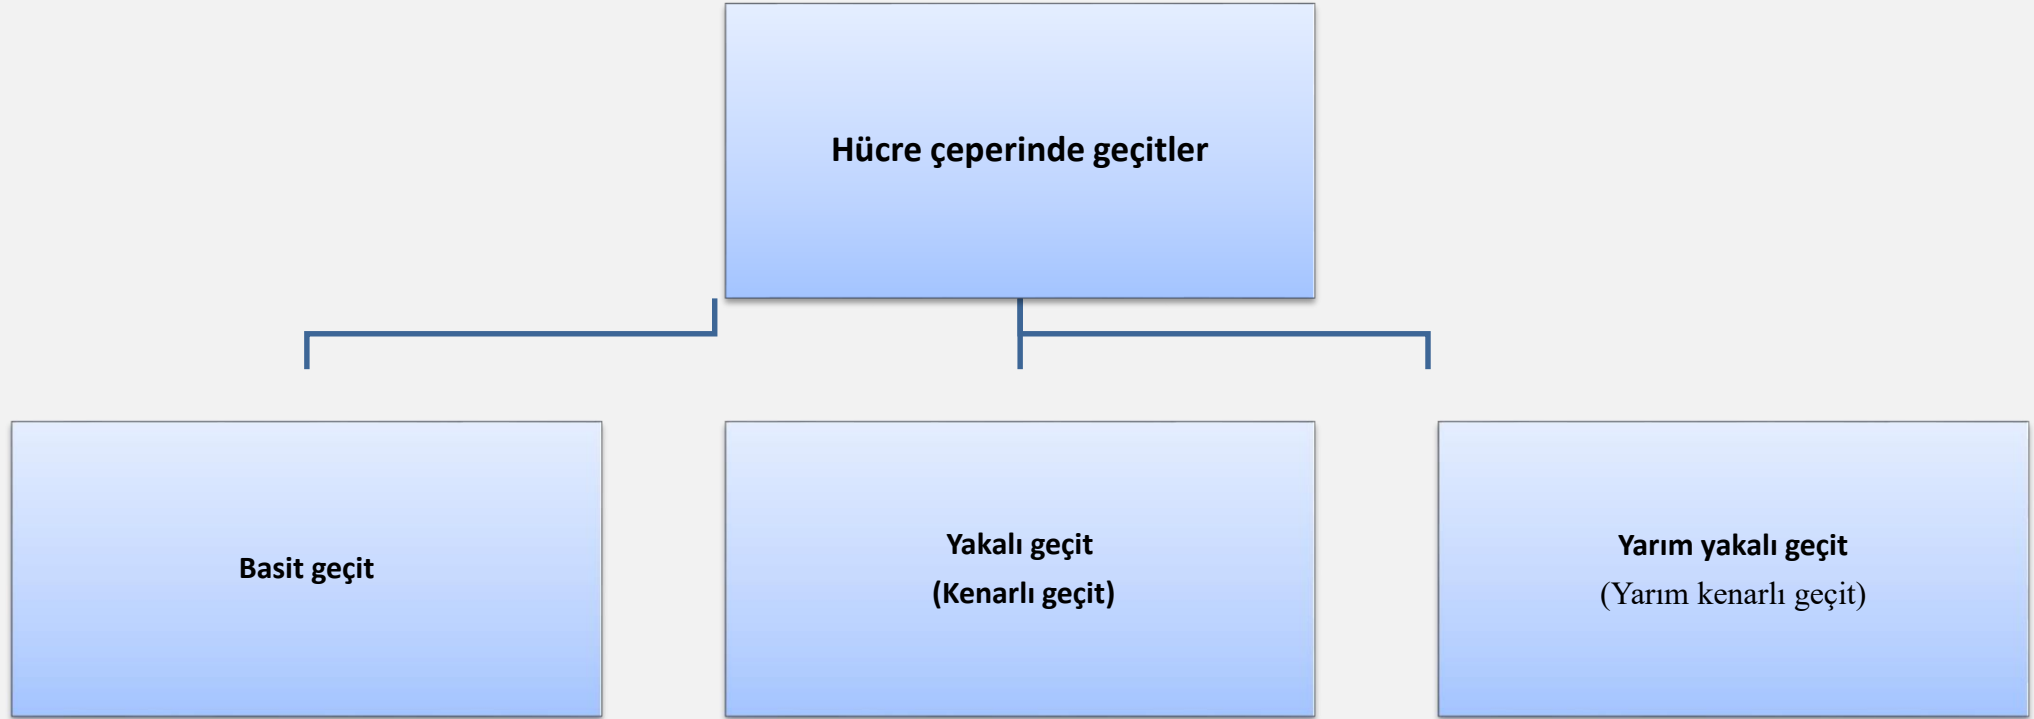 Hücre çeperinde geçitler
Basit geçit
Yakalı geçit
(Kenarlı geçit)
Yarım yakalı geçit
(Yarım kenarlı geçit)